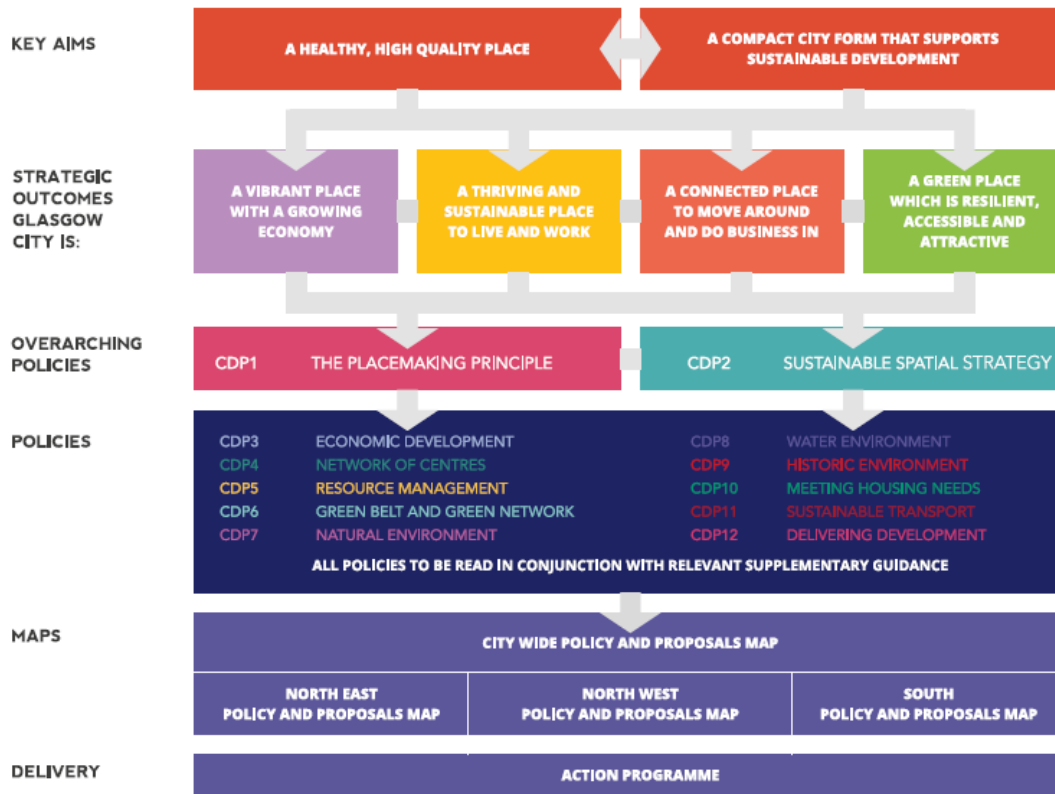 KEY AIMS
A HEALTHY, HIGH QUALITY PLACE
A COMPACT CITY FORM THAT SUPPORTS
SUSTAINABLE DEVELOPMENT
STRATEGIC
OUTCOMES
GLASGOW
CITY IS:
A VIBRANT PLACE
WITH A GROWING
ECONOMY
A THRIVING AND
SUSTAINABLE PLACE
TO LIVE AND WORK
A CONNECTED PLACE
TO MOVE AROUND
AND DO BUSINESS IN
A GREEN PLACE
WHICH IS RESILIENT,
ACCESSIBLE AND
ATTRACTIVE
OVERARCHING
POLICIES
CDP1 THE PLACEMAKING PRINCIPLE
CDP2 SUSTAINABLE SPATIAL STRATEGY
POLICIES
CDP3 ECONOMIC DEVELOPMENT
CDP4 NETWORK OF CENTRES
CDP5 RESOURCE MANAGEMENT
CDP6 GREEN BELT AND GREEN NETWORK
CDP7 NATURAL ENVIRONMENT
CDP8 WATER ENVIRONMENT
CDP9 HISTORIC ENVIRONMENT
CDP10 MEETING HOUSING NEEDS
CDP11 SUSTAINABLE TRANSPORT
CDP12 DELIVERING DEVELOPMENT
ALL POLICIES TO BE READ IN CONJUNCTION WITH RELEVANT SUPPLEMENTARY GUIDANCE
MAPS
CITY WIDE POLICY AND PROPOSALS MAP
NORTH EAST
POLICY AND PROPOSALS MAP
NORTH WEST
POLICY AND PROPOSALS MAP
SOUTH
POLICY AND PROPOSALS MAP
DELIVERY
ACTION PROGRAMME